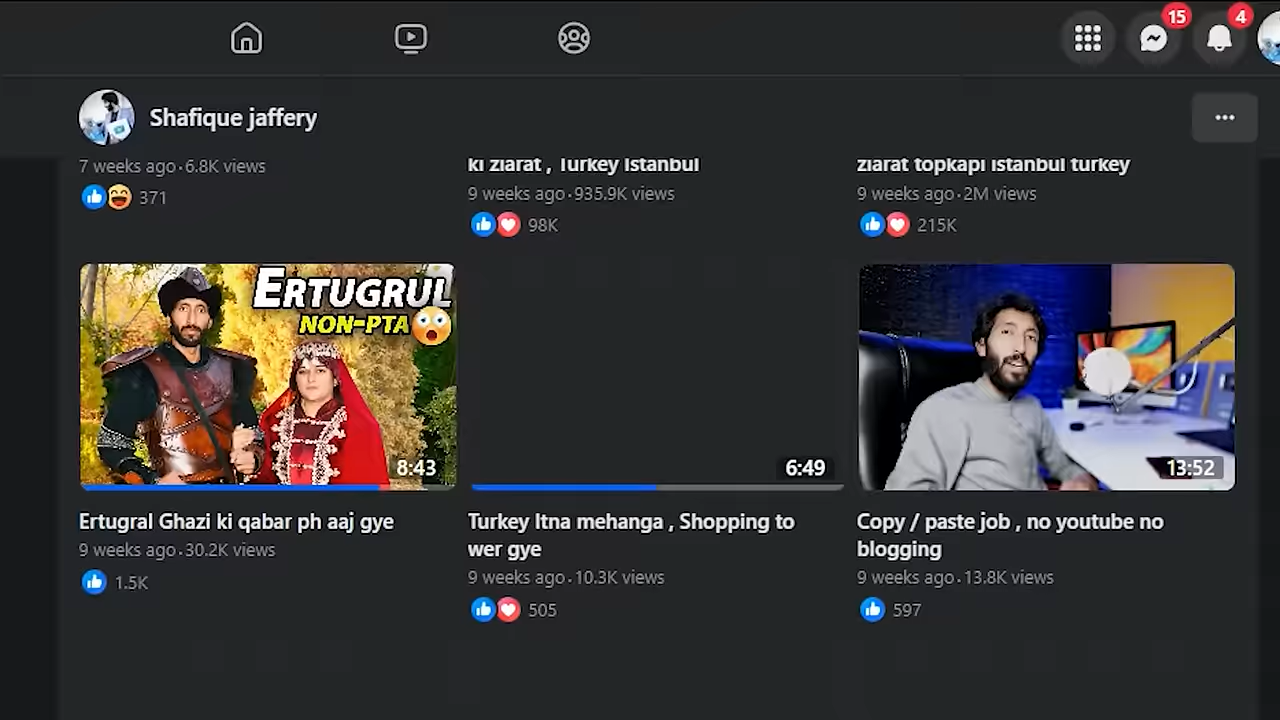 15
4
Shafique jaffery
7 weeks ago · 6.8K views
371
ki ziarat , Turkey Istanbul
9 weeks ago · 935.9K views
98K
ziarat topkapi istanbul turkey
9 weeks ago · 2M views
215K
ERTUGRUL
NON-PTA
8:43
Ertugral Ghazi ki qabar ph aaj gye
9 weeks ago · 30.2K views
1.5K
6:49
Turkey Itna mehanga , Shopping to
wer gye
9 weeks ago · 10.3K views
505
13:52
Copy / paste job , no youtube no
blogging
9 weeks ago · 13.8K views
597